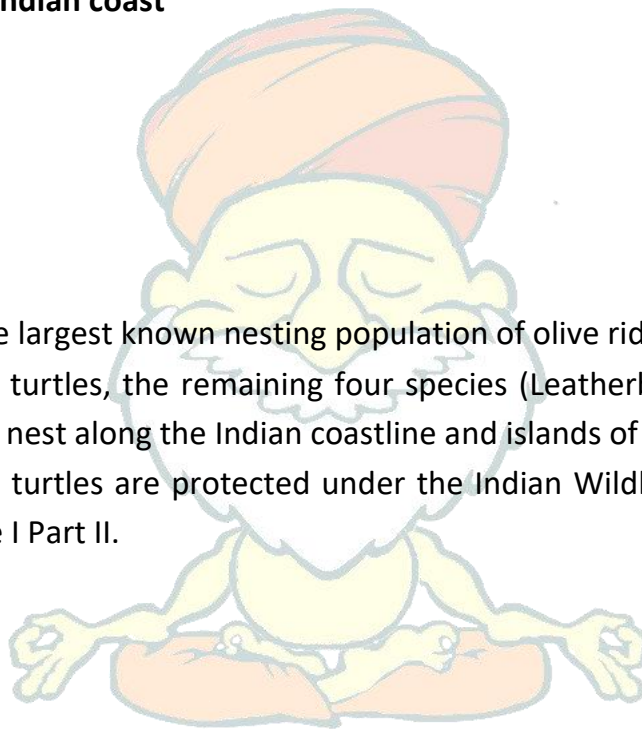 ndian coast
e largest known nesting population of olive rid
turtles, the remaining four species (Leatherl
nest along the Indian coastline and islands of
turtles are protected under the Indian Wildl
e I Part II.